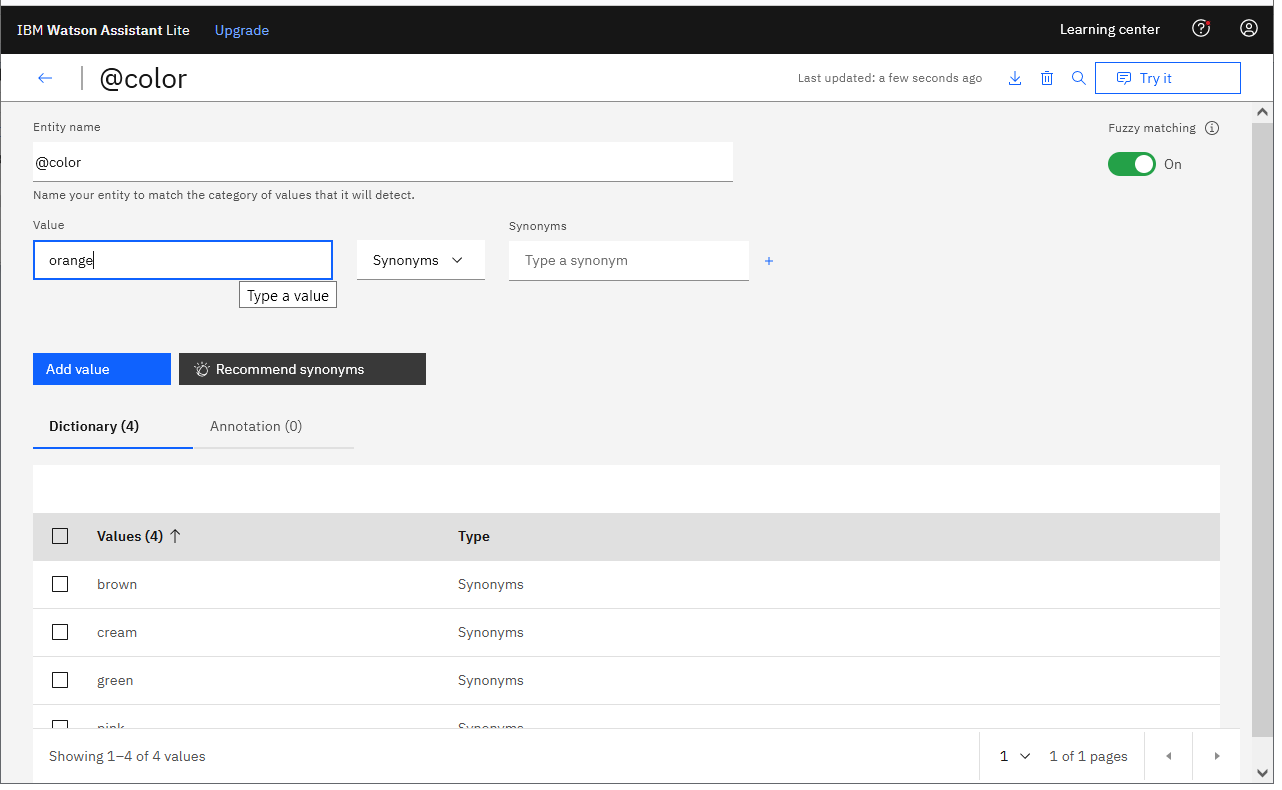 IBM Watson Assistant Lite Upgrade Learning center
@color Last updated: a few seconds ago Try it
Entity name Fuzzy matching
@color On
Name your entity to match the category of values that it will detect.
Value Synonyms
orange Synonyms Type a synonym +
Type a value
Add value Recommend synonyms
Dictionary (4) Annotation (0)
Values (4) Type
brown Synonyms
cream Synonyms
green Synonyms
pink Synonyms
Showing 1–4 of 4 values 1 1 of 1 pages